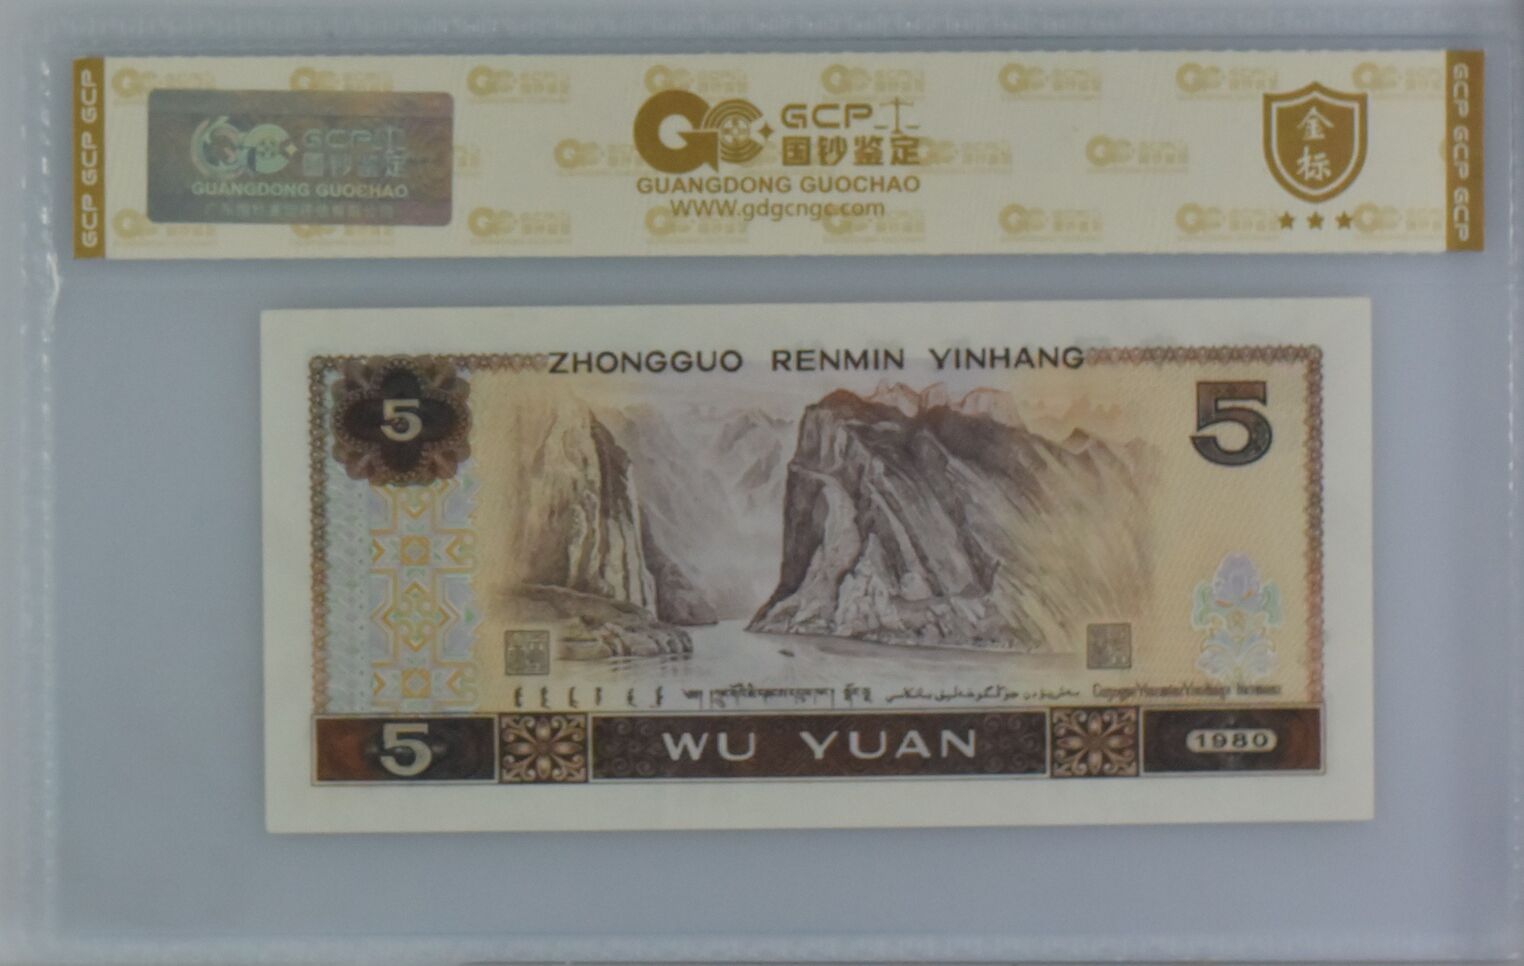 GCP GCP GCP
GCP 国钞鉴定
GUANGDONG GUOCHAO
GCP
国钞鉴定
GUANGDONG GUOCHAO
WWW.gdgcngc.com
金标
GCP GCP GCP
ZHONGGUO RENMIN YINHANG
5
5
5
WU YUAN
1980